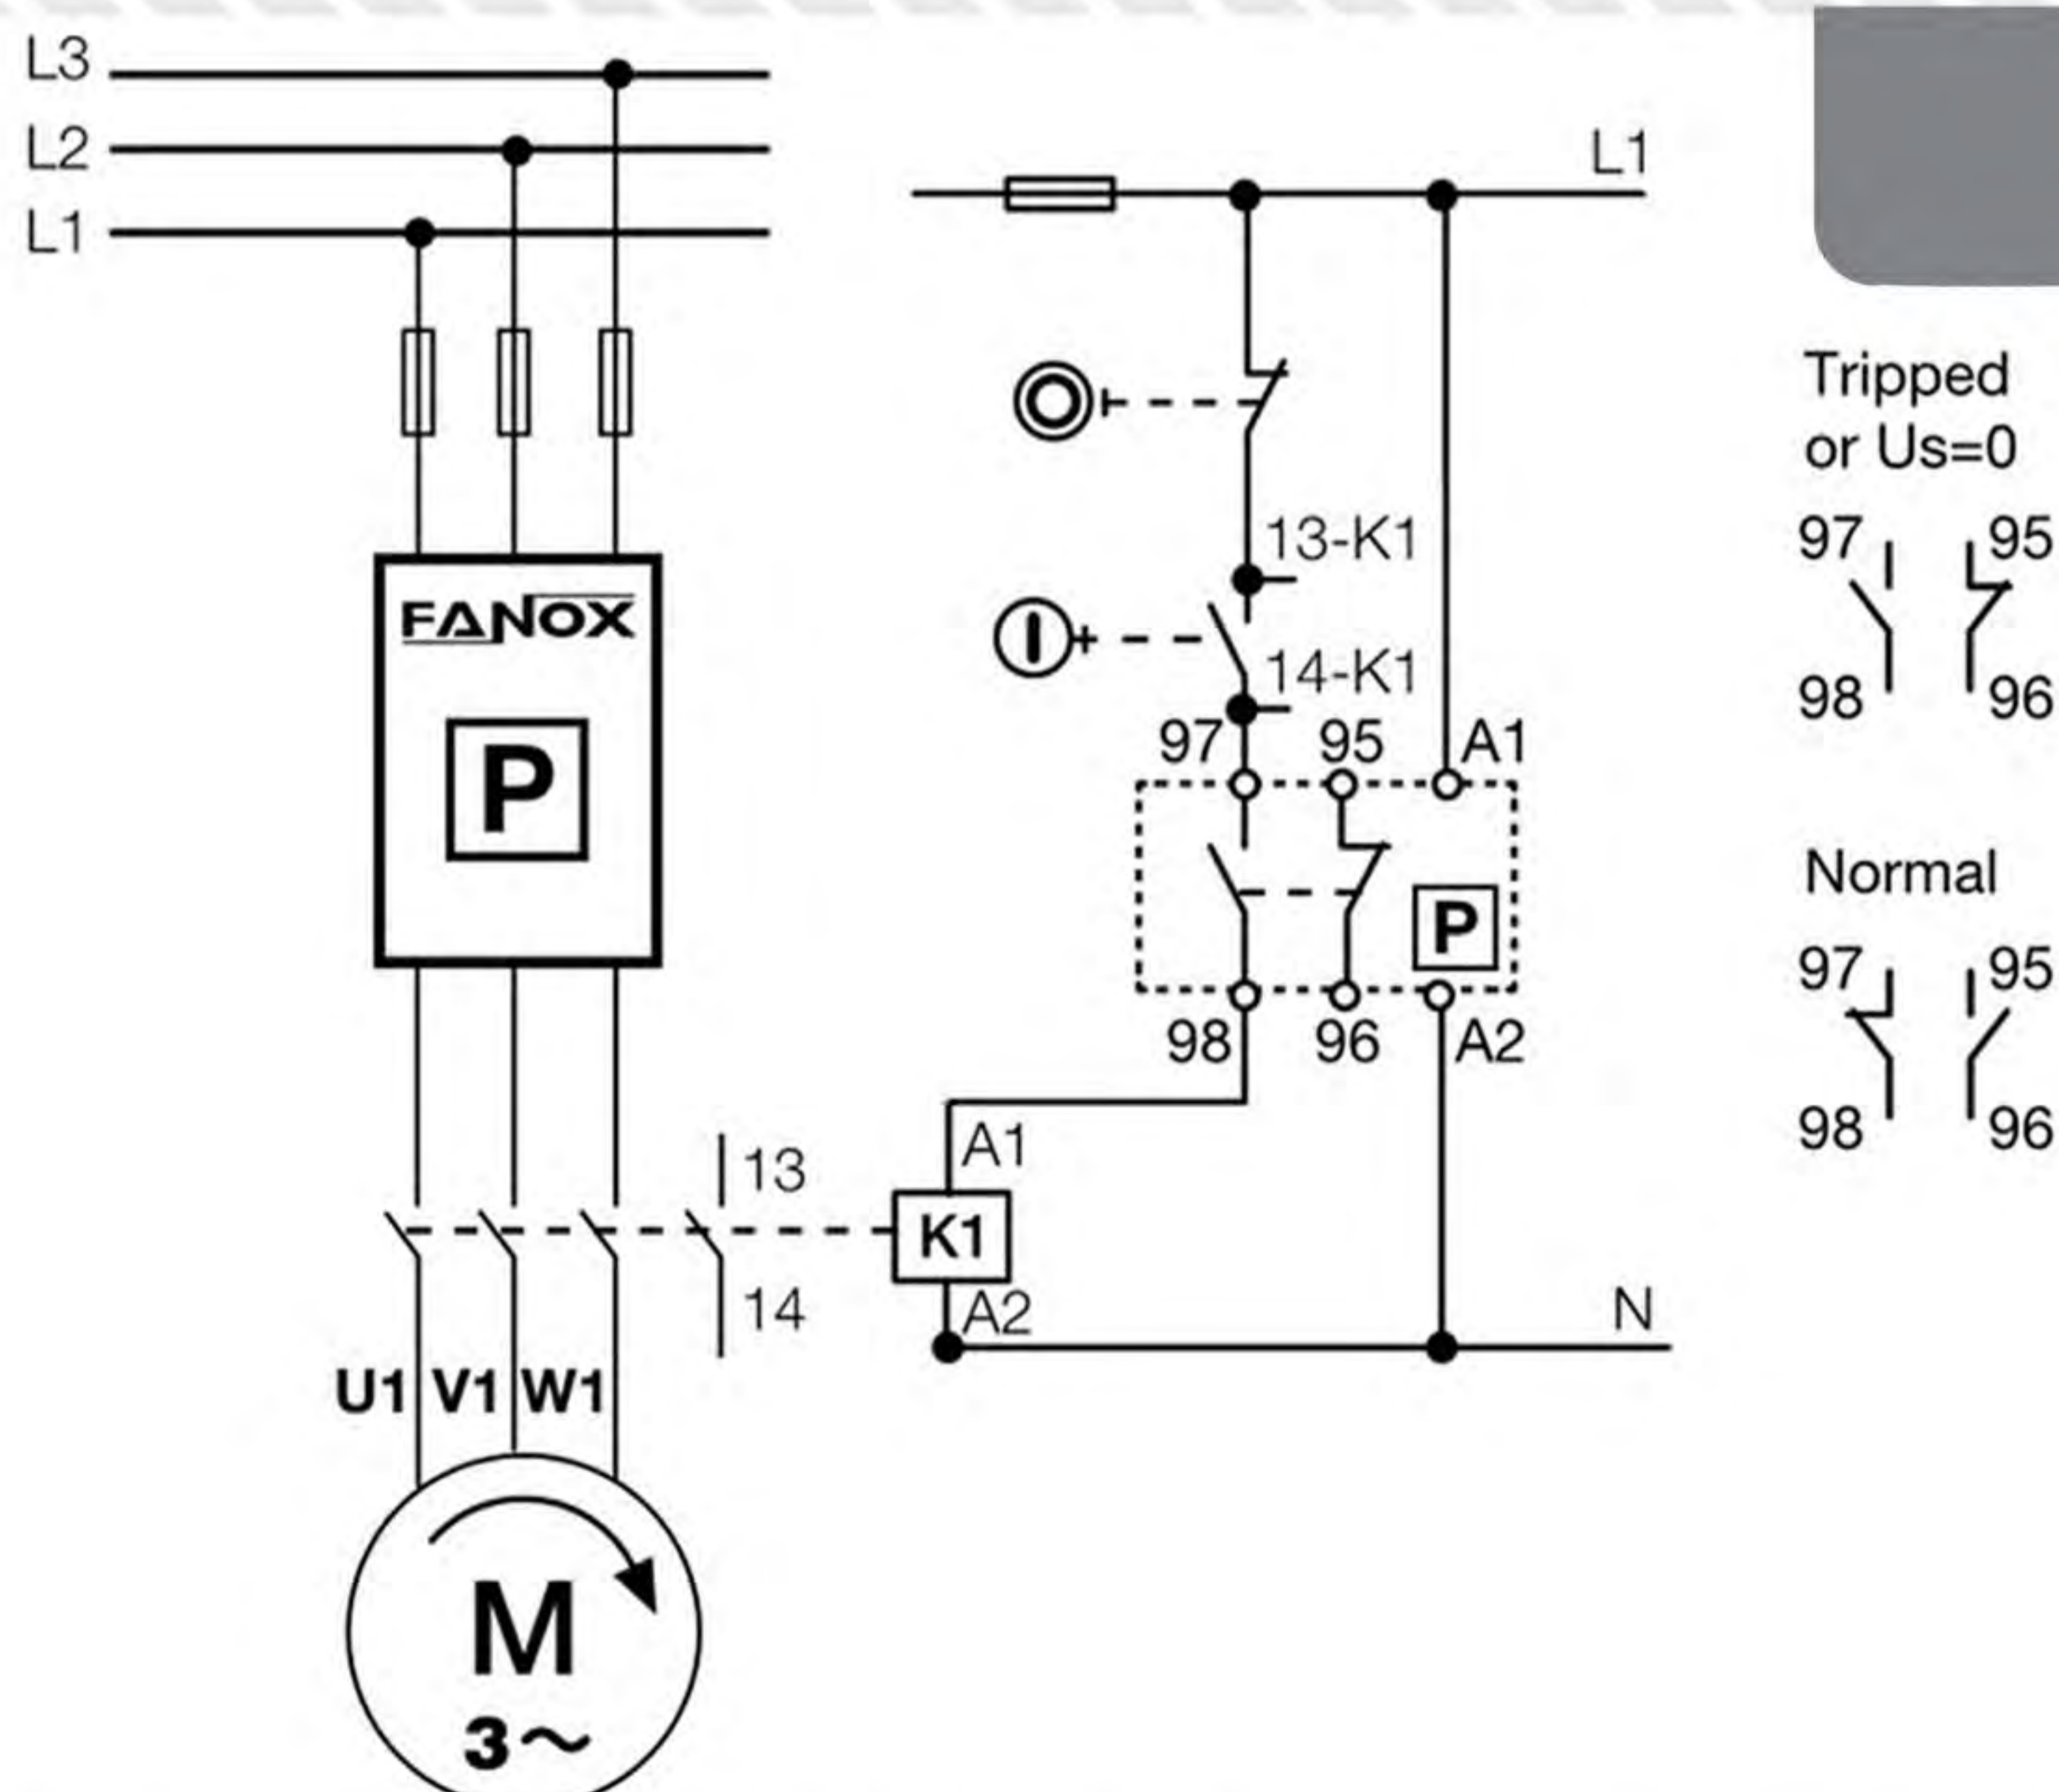 L3
L2
L1
FANOX
P
13
14
U1 V1 W1
M
3~
L1
13-K1
14-K1
97 95 A1
P
98 96 A2
A1
K1
A2
N
Tripped
or Us=0
97 95
98 96
Normal
97 95
98 96